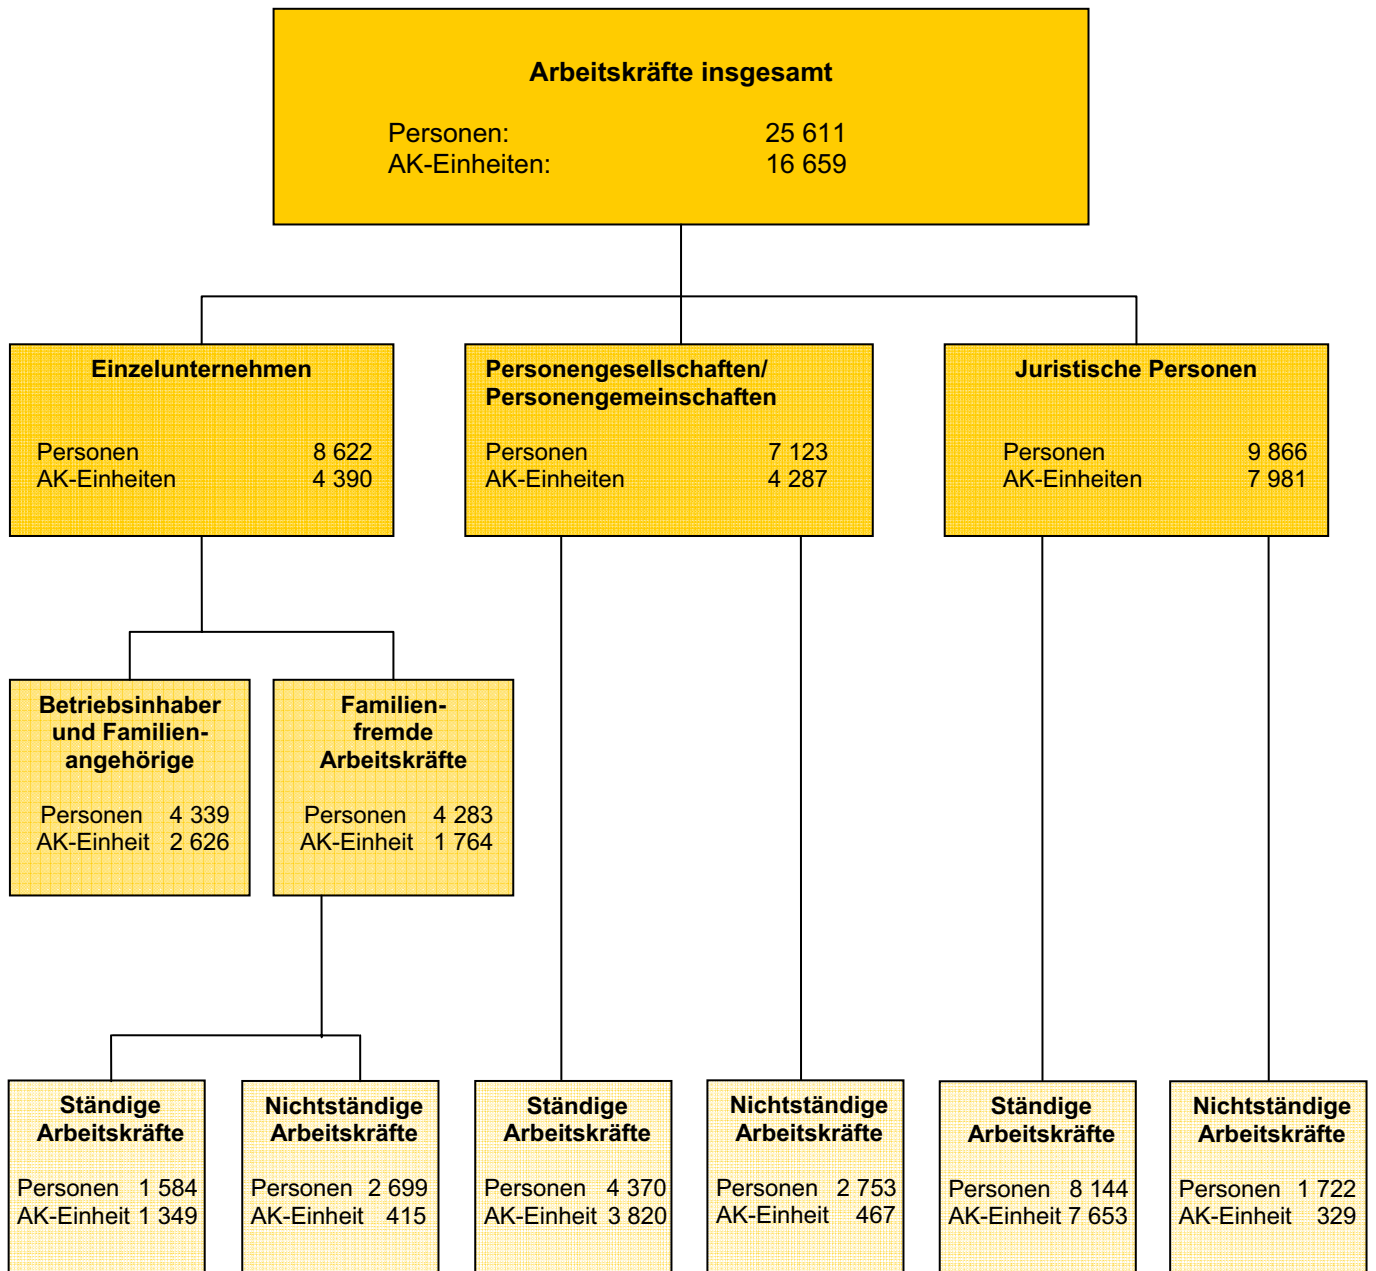 Arbeitskräfte insgesamt
Personen: 25 611
AK-Einheiten: 16 659
Einzelunternehmen
Personen 8 622
AK-Einheiten 4 390
Personengesellschaften/
Personengemeinschaften
Personen 7 123
AK-Einheiten 4 287
Juristische Personen
Personen 9 866
AK-Einheiten 7 981
Betriebsinhaber
und Familien-
angehörige
Personen 4 339
AK-Einheit 2 626
Familien-
fremde
Arbeitskräfte
Personen 4 283
AK-Einheit 1 764
Ständige
Arbeitskräfte
Personen 1 584
AK-Einheit 1 349
Nichtständige
Arbeitskräfte
Personen 2 699
AK-Einheit 415
Ständige
Arbeitskräfte
Personen 4 370
AK-Einheit 3 820
Nichtständige
Arbeitskräfte
Personen 2 753
AK-Einheit 467
Ständige
Arbeitskräfte
Personen 8 144
AK-Einheit 7 653
Nichtständige
Arbeitskräfte
Personen 1 722
AK-Einheit 329